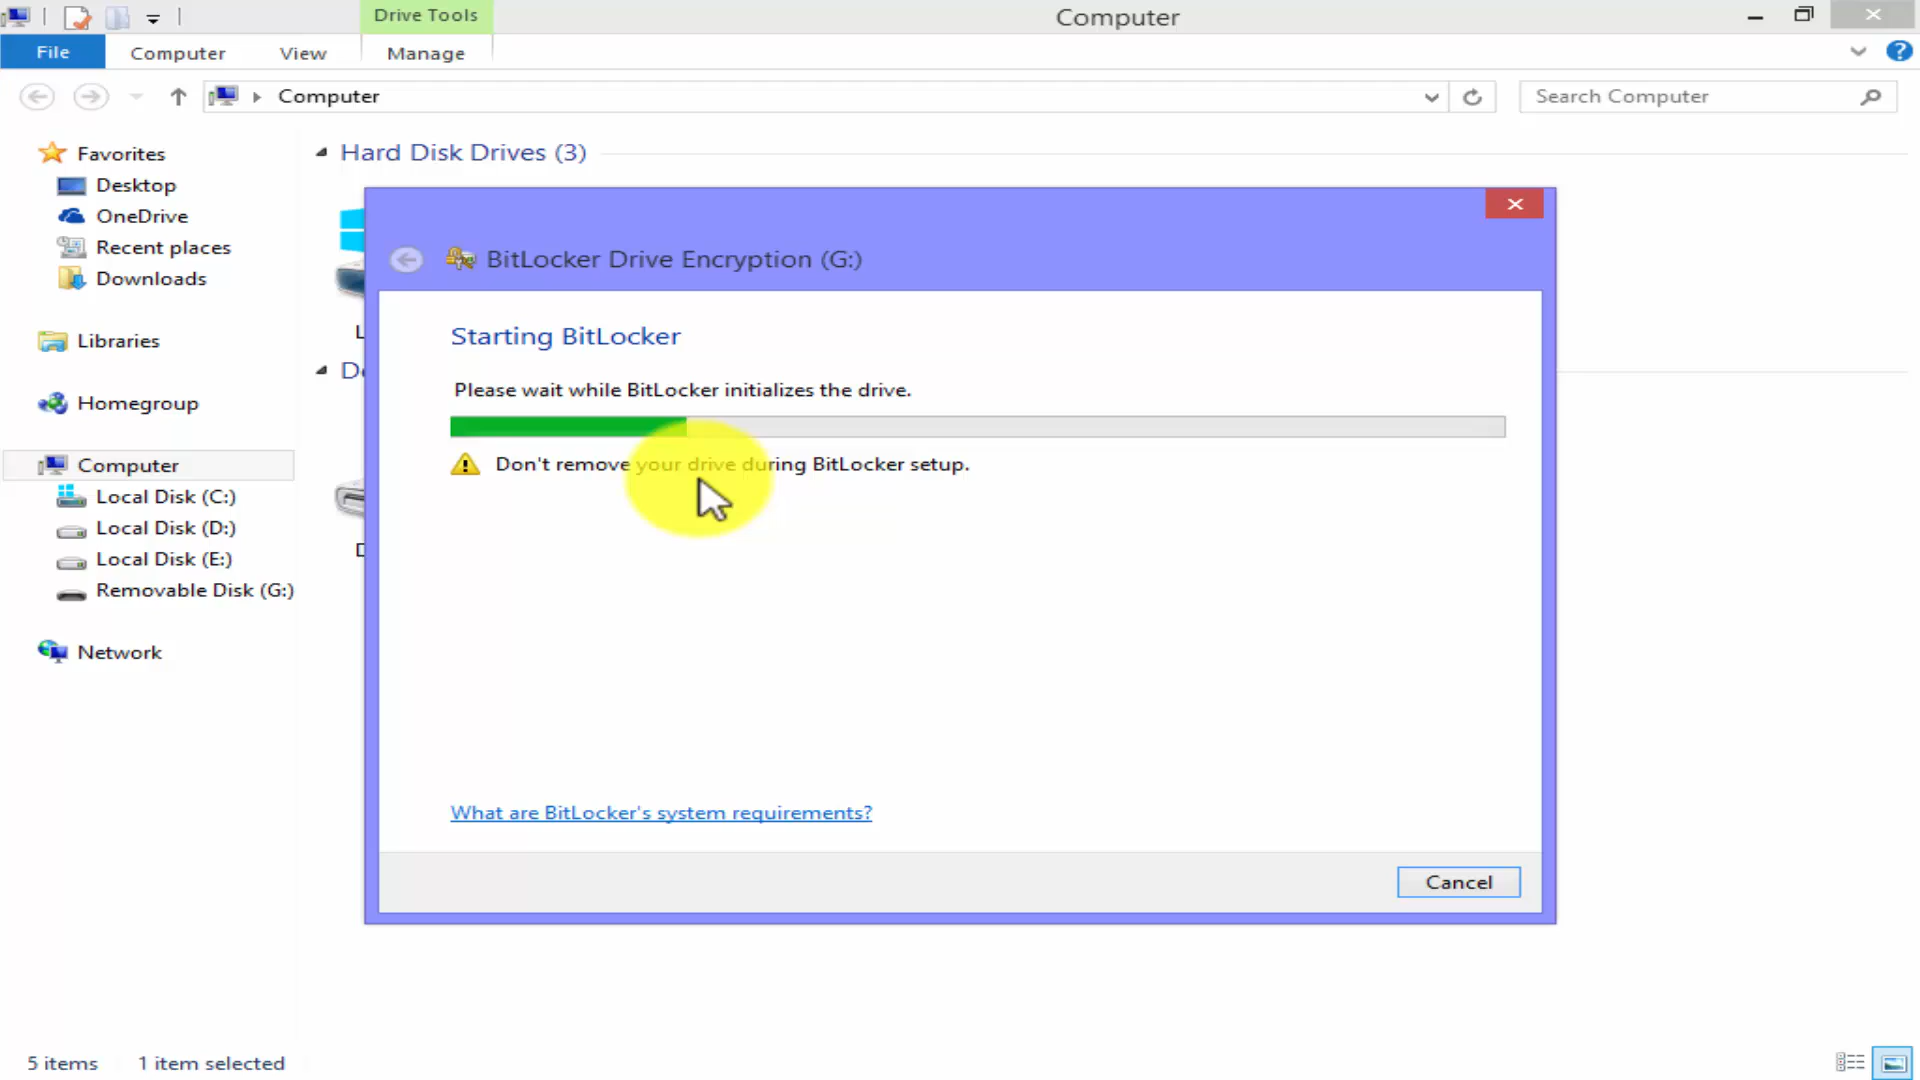 Drive Tools
Computer
File
Computer
View
Manage
Computer
Search Computer
Favorites
Desktop
OneDrive
Recent places
Downloads
Libraries
Homegroup
Computer
Local Disk (C:)
Local Disk (D:)
Local Disk (E:)
Removable Disk (G:)
Network
Hard Disk Drives (3)
BitLocker Drive Encryption (G:)
Starting BitLocker
Please wait while BitLocker initializes the drive.
Don't remove your drive during BitLocker setup.
What are BitLocker's system requirements?
Cancel
5 items
1 item selected